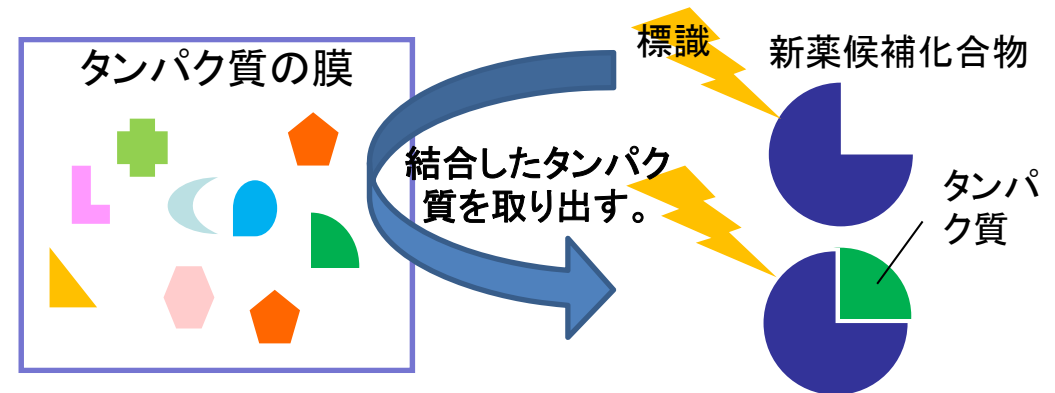 タンパク質の膜
標識
新薬候補化合物
結合したタンパク
質を取り出す。
タンパ
ク質